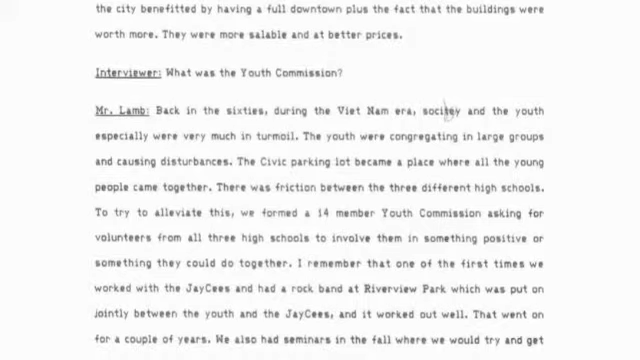 the city benefitted by having a full downtown plus the fact that the buildings were
worth more. They were more salable and at better prices.
Interviewer: What was the Youth Commission?
Mr. Lamb: Back in the sixties, during the Viet Nam era, socitey and the youth
especially were very much in turmoil. The youth were congregating in large groups
and causing disturbances. The Civic parking lot became a place where all the young
people came together. There was friction between the three different high schools.
To try to alleviate this, we formed a 14 member Youth Commission asking for
volunteers from all three high schools to involve them in something positive or
something they could do together. I remember that one of the first times we
worked with the JayCees and had a rock band at Riverview Park which was put on
jointly between the youth and the JayCees, and it worked out well. That went on
for a couple of years. We also had seminars in the fall where we would try and get